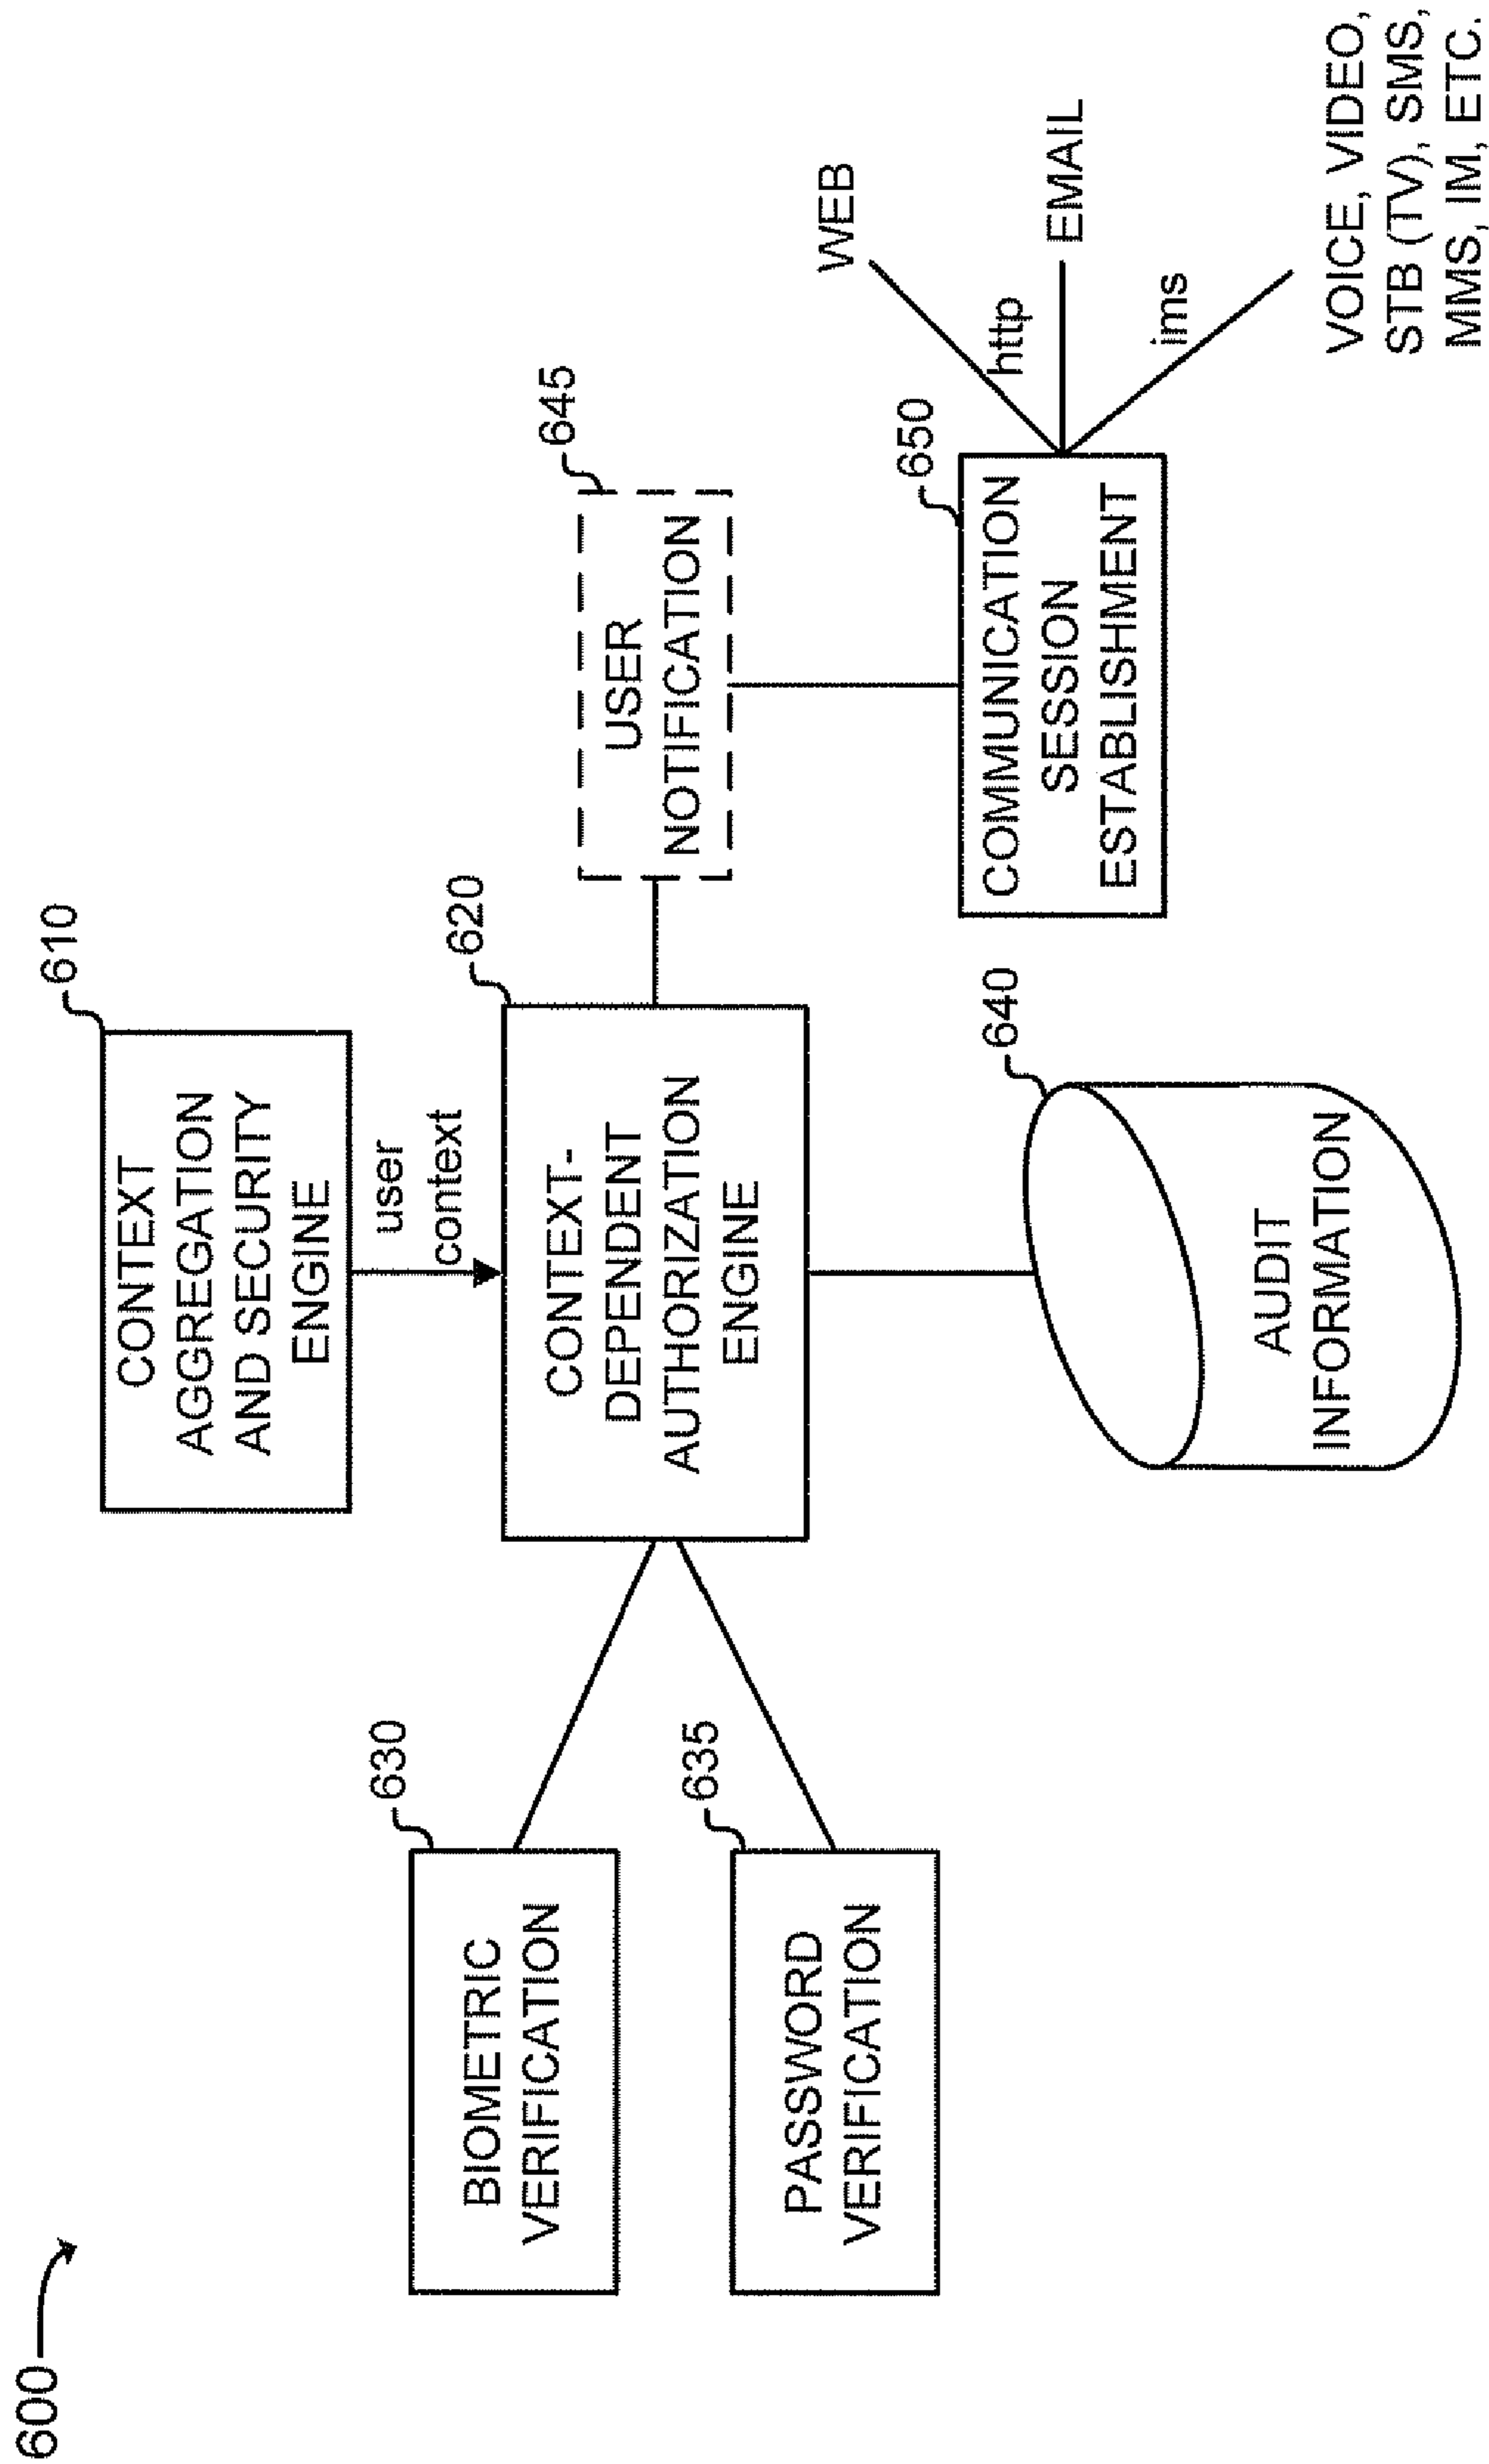 600
610
CONTEXT
AGGREGATION
AND SECURITY
ENGINE
user
context
620
CONTEXT-
DEPENDENT
AUTHORIZATION
ENGINE
630
BIOMETRIC
VERIFICATION
635
PASSWORD
VERIFICATION
640
AUDIT
INFORMATION
645
USER
NOTIFICATION
650
COMMUNICATION
SESSION
ESTABLISHMENT
WEB
http
EMAIL
ims
VOICE, VIDEO,
STB (TV), SMS,
MMS, IM, ETC.